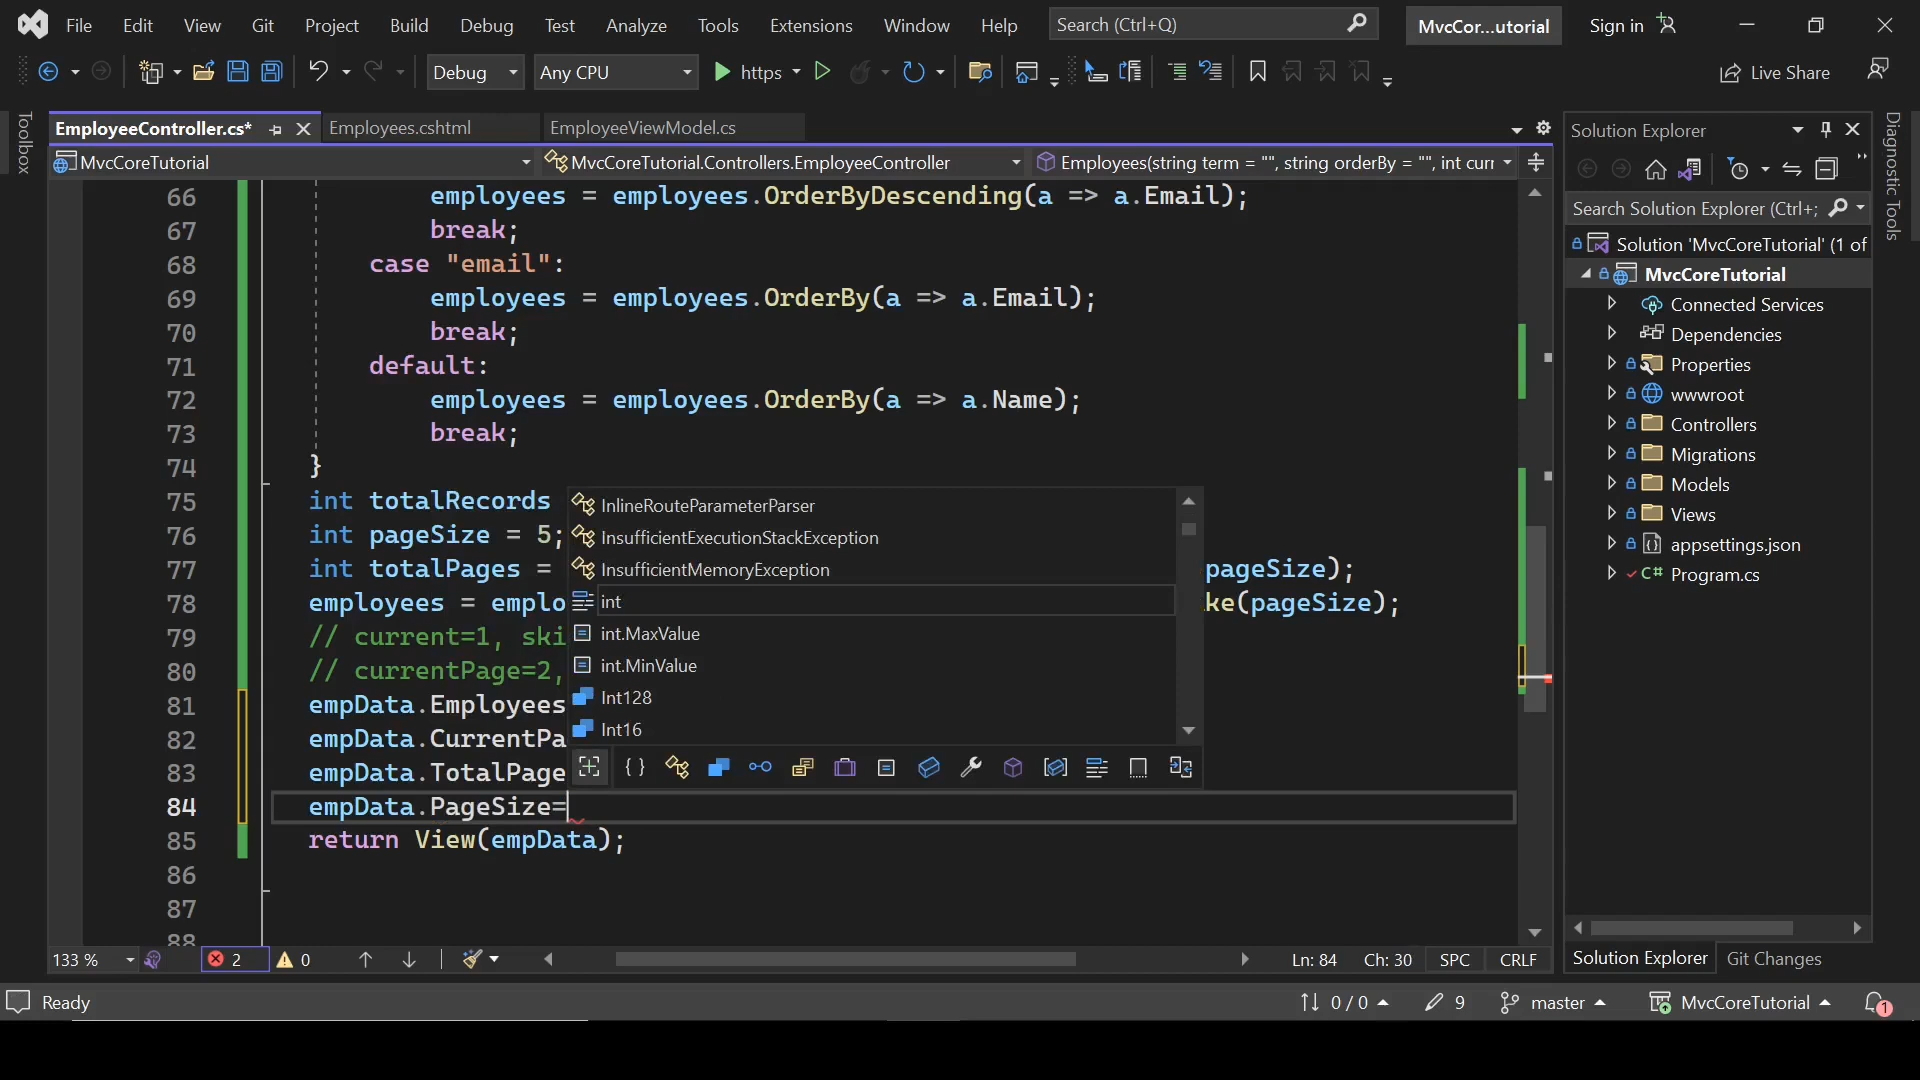 File Edit View Git Project Build Debug Test Analyze Tools Extensions Window Help Search (Ctrl+Q) MvcCor...utorial Sign in
Debug Any CPU https Live Share
EmployeeController.cs* Employees.cshtml EmployeeViewModel.cs
MvcCoreTutorial MvcCoreTutorial.Controllers.EmployeeController Employees(string term = "", string orderBy = "", int curr
66 employees = employees.OrderByDescending(a => a.Email);
67 break;
68 case "email":
69 employees = employees.OrderBy(a => a.Email);
70 break;
71 default:
72 employees = employees.OrderBy(a => a.Name);
73 break;
74 }
75 int totalRecords
76 int pageSize = 5;
77 int totalPages = pageSize);
78 employees = emplo ke(pageSize);
79 // current=1, ski
80 // currentPage=2,
81 empData.Employees
82 empData.CurrentPa
83 empData.TotalPage
84 empData.PageSize=
85 return View(empData);
86
87
88
InlineRouteParameterParser
InsufficientExecutionStackException
InsufficientMemoryException
int
int.MaxValue
int.MinValue
Int128
Int16
133 % 2 0 Ln: 84 Ch: 30 SPC CRLF
Toolbox
Solution Explorer
Search Solution Explorer (Ctrl+;
Solution 'MvcCoreTutorial' (1 of
MvcCoreTutorial
Connected Services
Dependencies
Properties
wwwroot
Controllers
Migrations
Models
Views
appsettings.json
C# Program.cs
Solution Explorer Git Changes
Diagnostic Tools
Ready 0 / 0 9 master MvcCoreTutorial 1